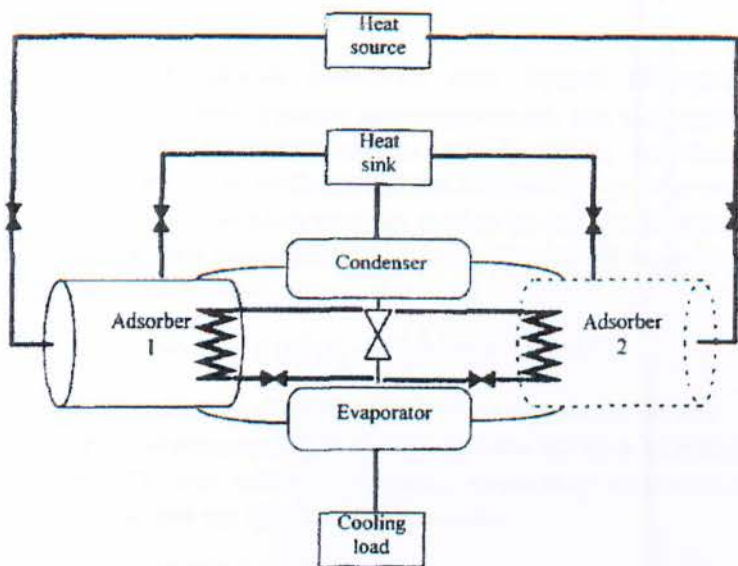 Heat
source
Heat
sink
Condenser
Adsorber
1
Adsorber
2
Evaporator
Cooling
load